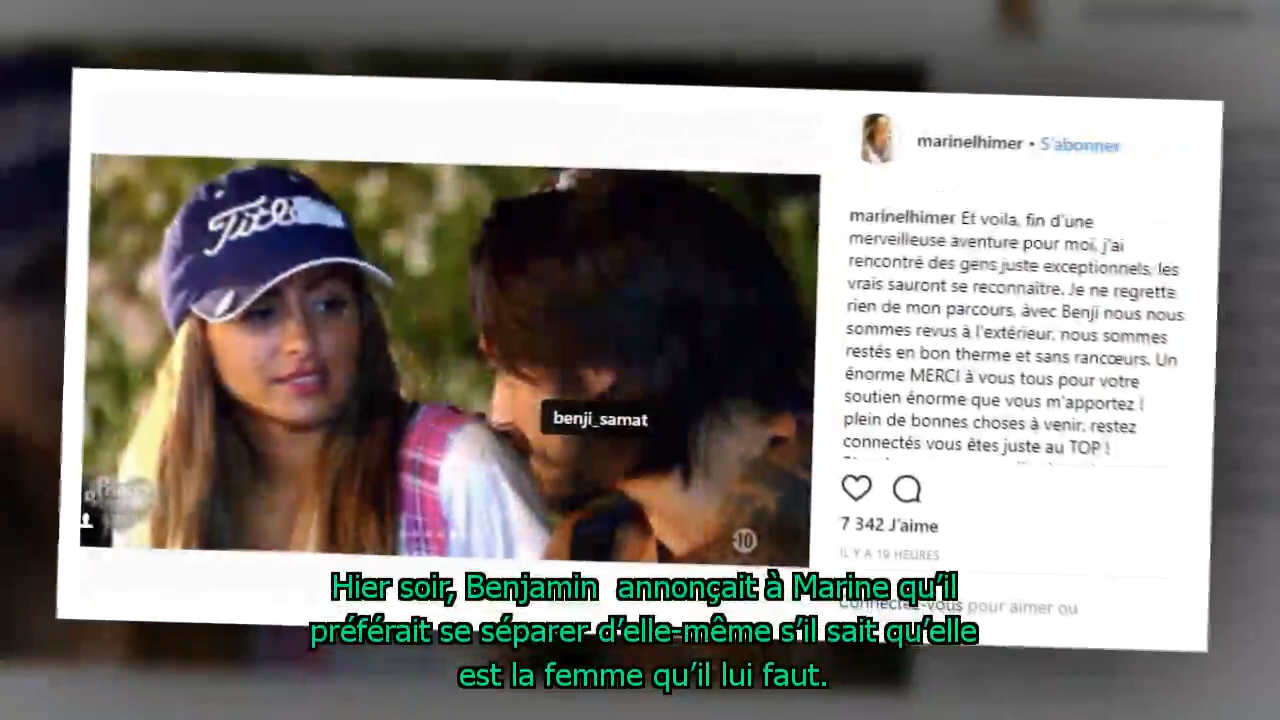 Titl
benji_samat
-10
marinelhimer • S'abonner
marinelhimer Et voila, fin d'une
merveilleuse aventure pour moi, j'ai
rencontré des gens juste exceptionnels, les
vrais sauront se reconnaître. Je ne regrette
rien de mon parcours, avec Benji nous nous
sommes revus à l'extérieur, nous sommes
restés en bon therme et sans rancœurs. Un
énorme MERCI à vous tous pour votre
soutien énorme que vous m'apportez !
plein de bonnes choses à venir, restez
connectés vous êtes juste au TOP !
7 342 J'aime
IL Y A 19 HEURES
Connectez-vous pour aimer ou
Hier soir, Benjamin annonçait à Marine qu'il
préférait se séparer d'elle-même s'il sait qu'elle
est la femme qu'il lui faut.